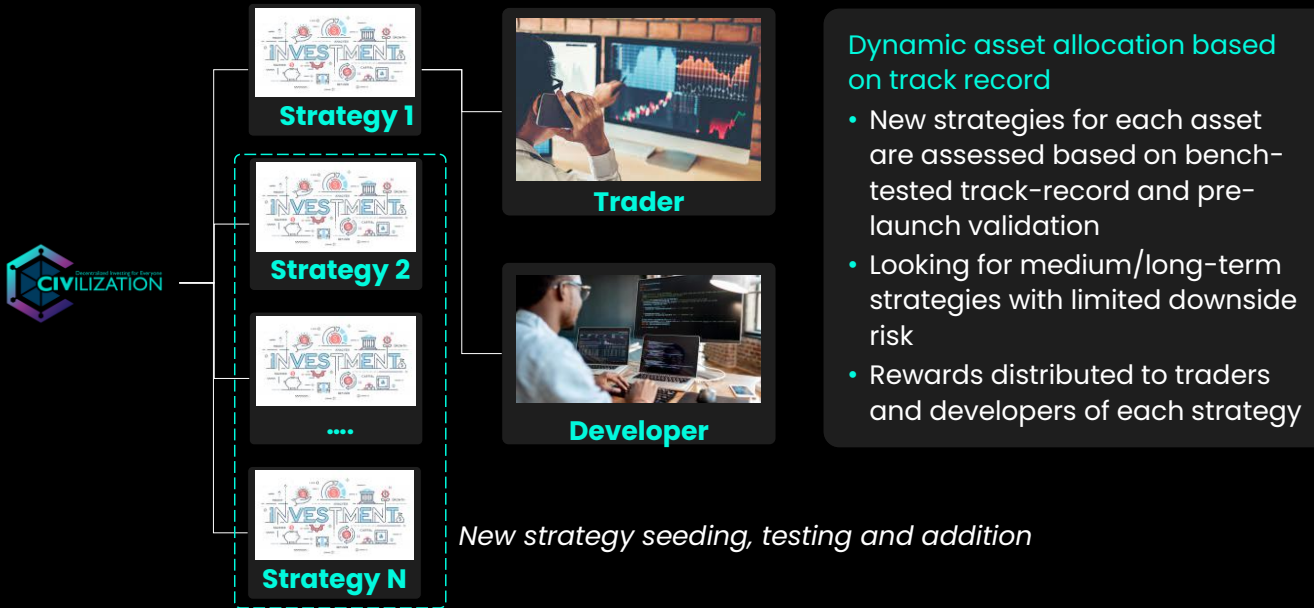 INVESTMENT
Strategy 1
INVESTMENT
Strategy 2
INVESTMENT
....
INVESTMENT
Strategy N
Decentralized Investing for Everyone
CIVILIZATION
Trader
Developer
New strategy seeding, testing and addition
Dynamic asset allocation based
on track record
• New strategies for each asset
are assessed based on bench-
tested track-record and pre-
launch validation
• Looking for medium/long-term
strategies with limited downside
risk
• Rewards distributed to traders
and developers of each strategy